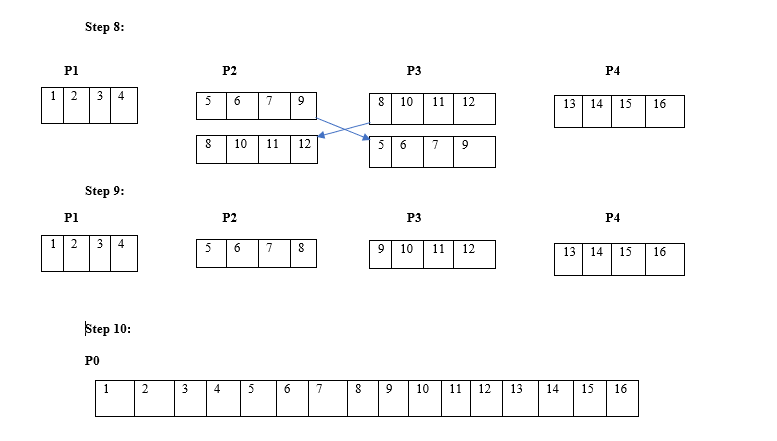 Step 8:
P1 P2 P3 P4
1 2 3 4 5 6 7 9 8 10 11 12 13 14 15 16
8 10 11 12 5 6 7 9
Step 9:
P1 P2 P3 P4
1 2 3 4 5 6 7 8 9 10 11 12 13 14 15 16
Step 10:
P0
1 2 3 4 5 6 7 8 9 10 11 12 13 14 15 16